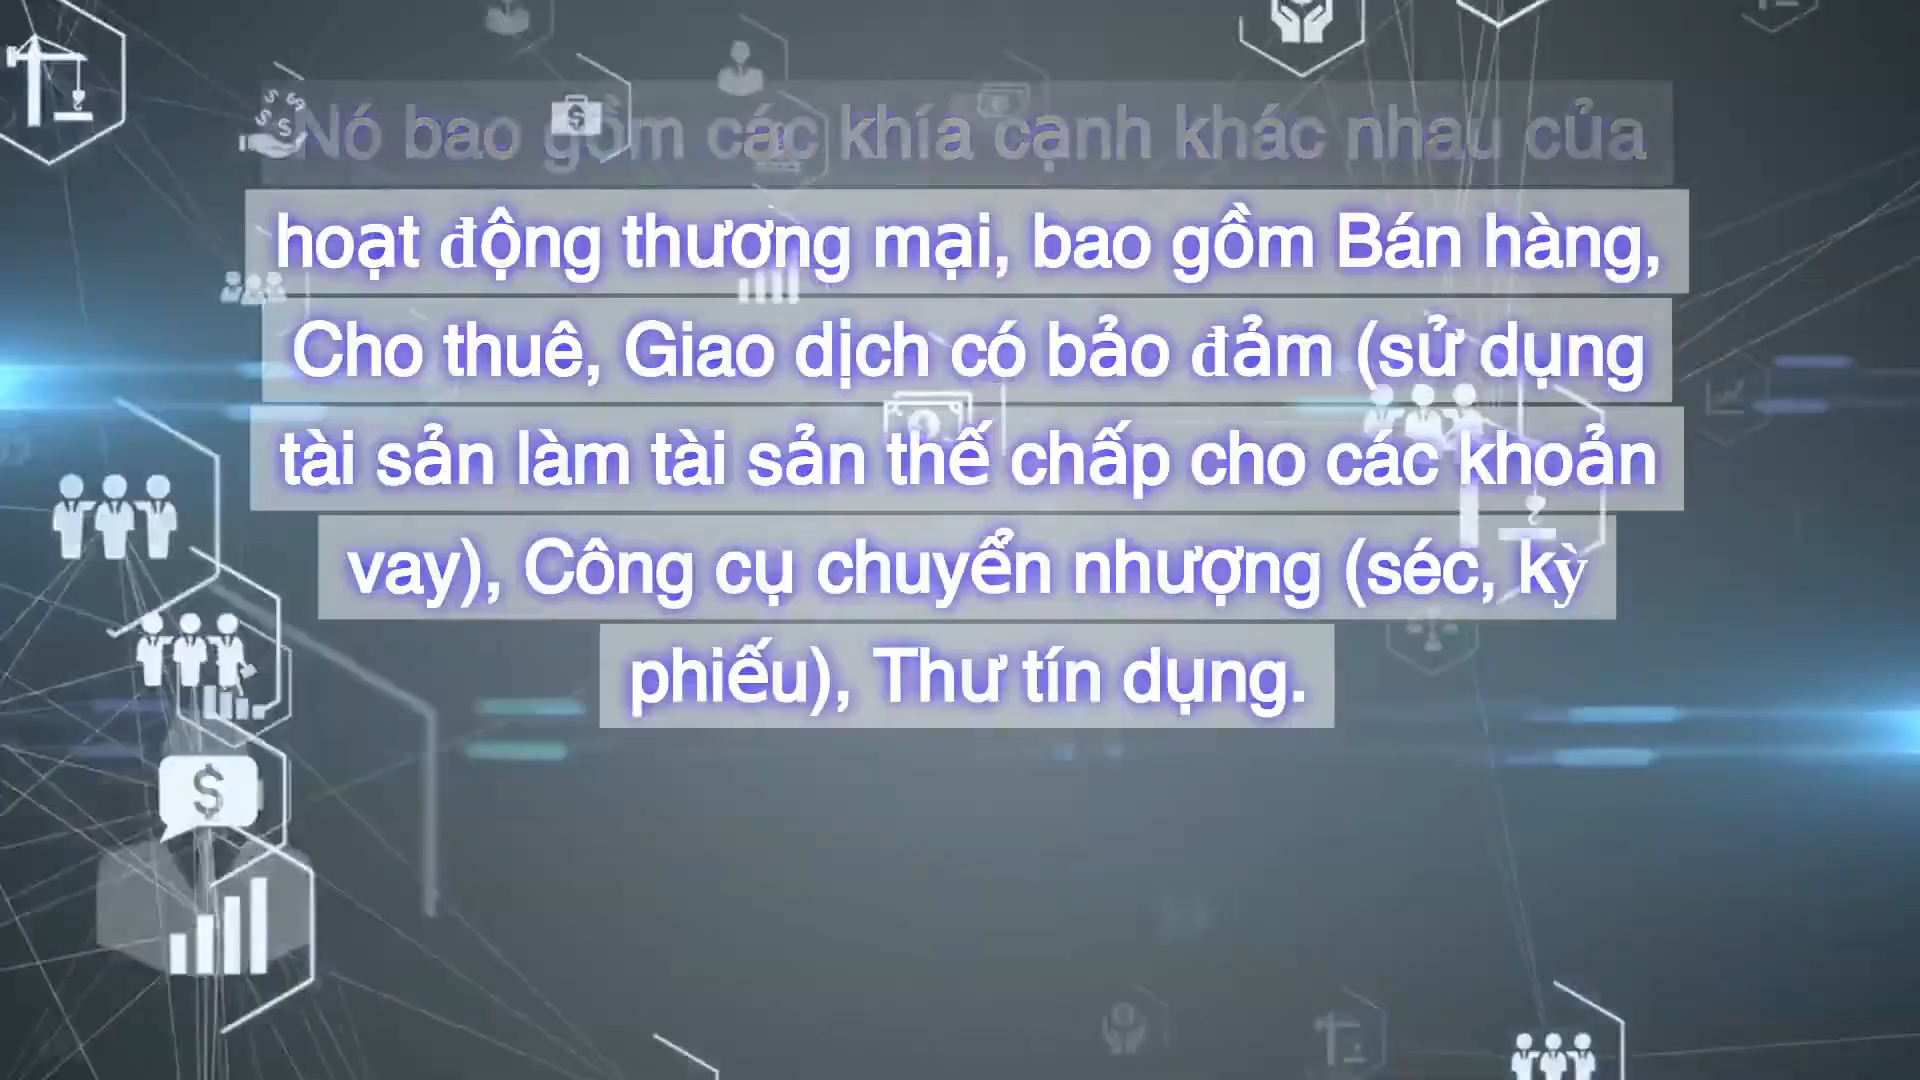 Nó bao gồm các khía cạnh khác nhau của
hoạt động thương mại, bao gồm Bán hàng,
Cho thuê, Giao dịch có bảo đảm (sử dụng
tài sản làm tài sản thế chấp cho các khoản
vay), Công cụ chuyển nhượng (séc, kỳ
phiếu), Thư tín dụng.